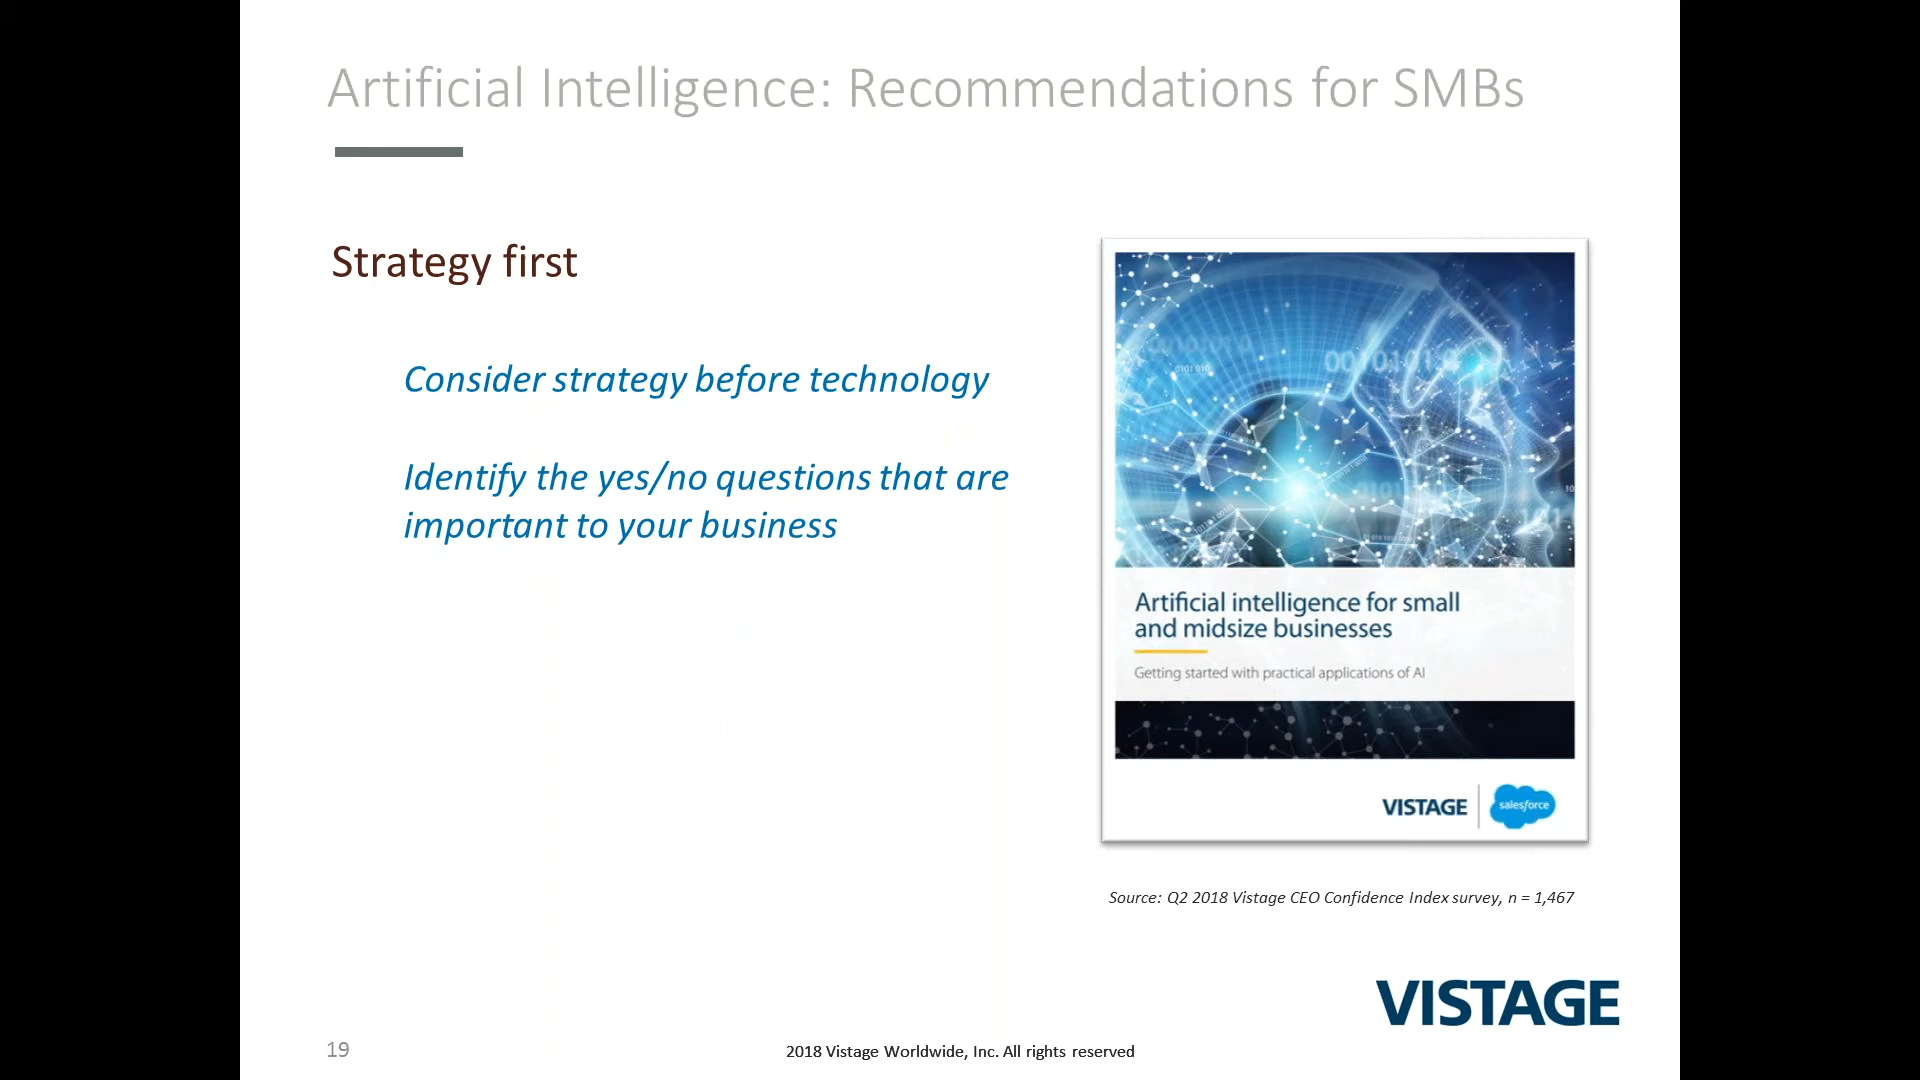 Artificial Intelligence: Recommendations for SMBs
Strategy first
Consider strategy before technology
Identify the yes/no questions that are
important to your business
Artificial intelligence for small
and midsize businesses
Getting started with practical applications of AI
VISTAGE
salesforce
Source: Q2 2018 Vistage CEO Confidence Index survey, n = 1,467
VISTAGE
19
2018 Vistage Worldwide, Inc. All rights reserved